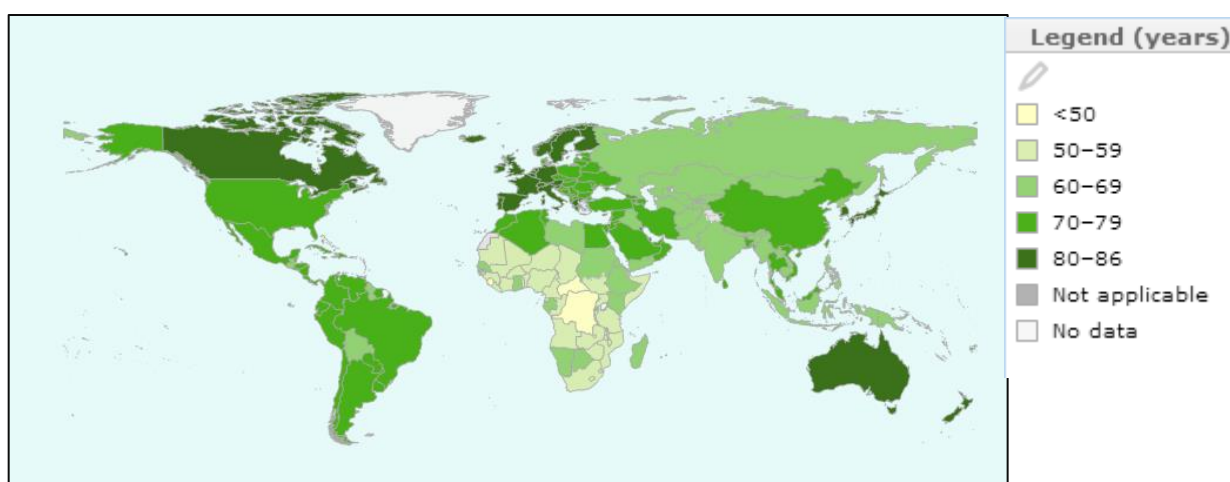 Legend (years)
<50
50–59
60–69
70–79
80–86
Not applicable
No data